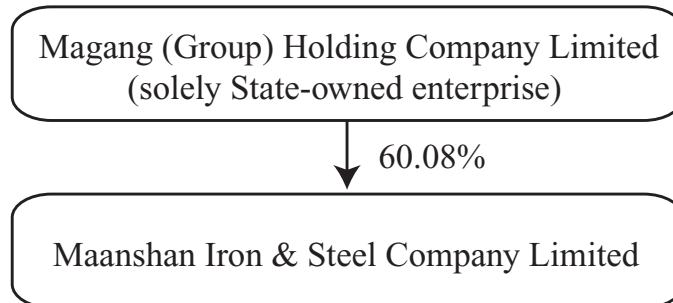 Magang (Group) Holding Company Limited
(solely State-owned enterprise)
60.08%
Maanshan Iron & Steel Company Limited